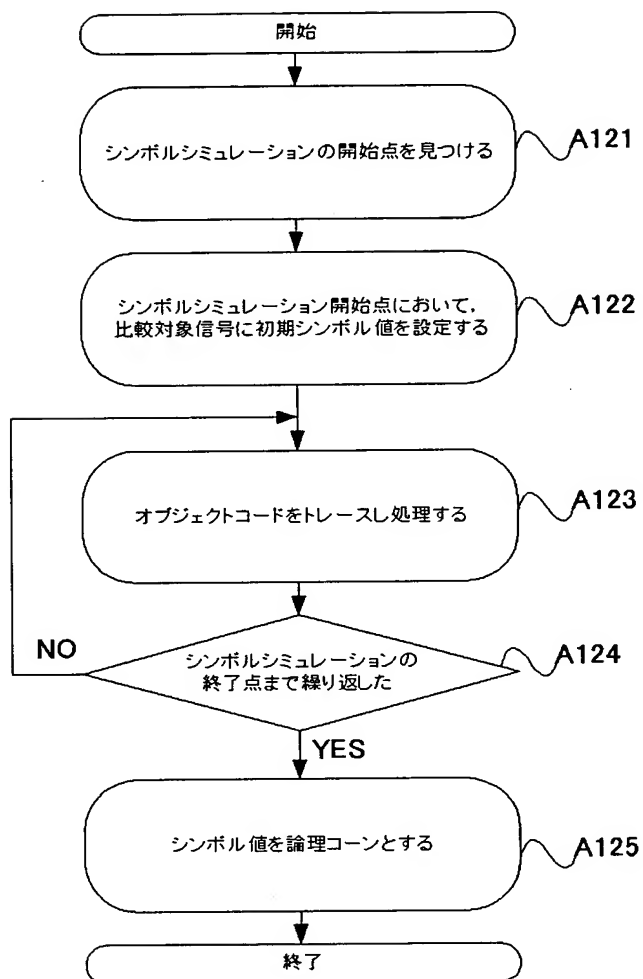 開始
シンボルシミュレーションの開始点を見つける
A121
シンボルシミュレーション開始点において,
比較対象信号に初期シンボル値を設定する
A122
オブジェクトコードをトレースし処理する
A123
シンボルシミュレーションの
終了点まで繰り返した
A124
NO
YES
シンボル値を論理コーンとする
A125
終了